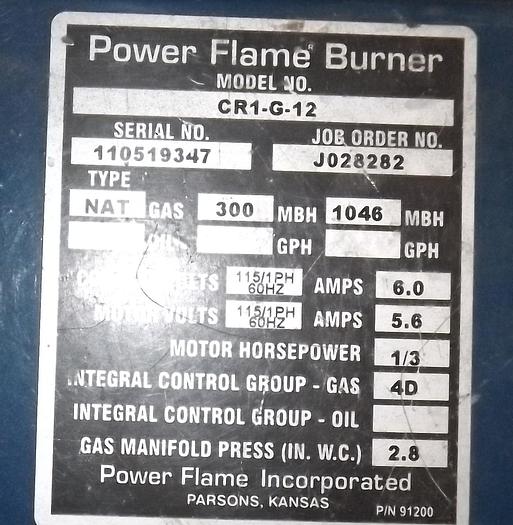 Power Flame® Burner
MODEL NO.
CR1-G-12
SERIAL NO. JOB ORDER NO.
110519347 J028282
TYPE
NAT GAS 300 MBH 1046 MBH
OIL GPH GPH
VOLTS 115/1PH 60HZ AMPS 6.0
MOTOR VOLTS 115/1PH 60HZ AMPS 5.6
MOTOR HORSEPOWER 1/3
INTEGRAL CONTROL GROUP - GAS 4D
INTEGRAL CONTROL GROUP - OIL
GAS MANIFOLD PRESS (IN. W.C.) 2.8
Power Flame Incorporated
PARSONS, KANSAS
P/N 91200